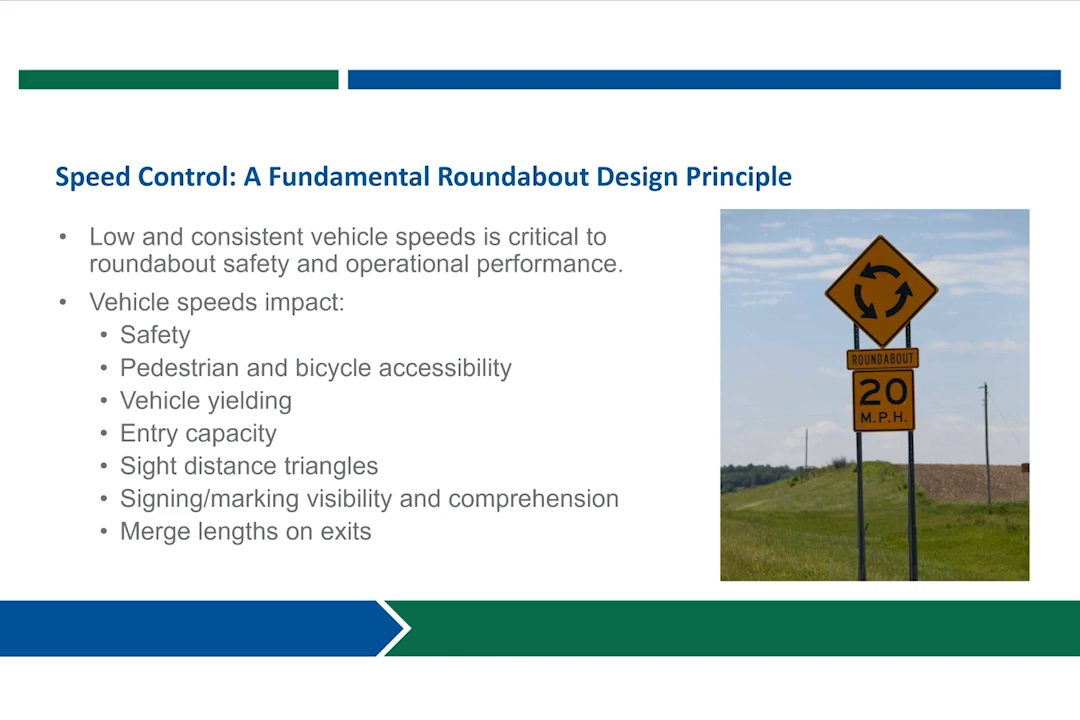 Speed Control: A Fundamental Roundabout Design Principle
• Low and consistent vehicle speeds is critical to
roundabout safety and operational performance.
• Vehicle speeds impact:
• Safety
• Pedestrian and bicycle accessibility
• Vehicle yielding
• Entry capacity
• Sight distance triangles
• Signing/marking visibility and comprehension
• Merge lengths on exits
ROUNDABOUT
20
M.P.H.